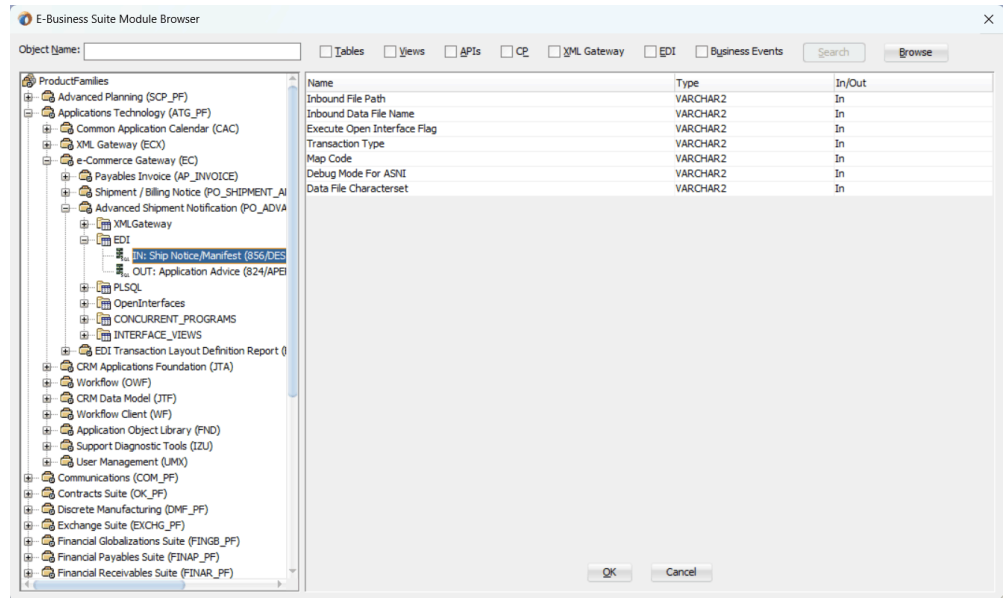 E-Business Suite Module Browser
Object Name: Tables Views APIs CP XML Gateway EDI Business Events Search Browse
ProductFamilies
Advanced Planning (SCP_PF)
Applications Technology (ATG_PF)
Common Application Calendar (CAC)
XML Gateway (ECX)
e-Commerce Gateway (EC)
Payables Invoice (AP_INVOICE)
Shipment / Billing Notice (PO_SHIPMENT_AI
Advanced Shipment Notification (PO_ADVA
XMLGateway
EDI
IN: Ship Notice/Manifest (856/DES
OUT: Application Advice (824/APEI
PLSQL
OpenInterfaces
CONCURRENT_PROGRAMS
INTERFACE_VIEWS
EDI Transaction Layout Definition Report (I
CRM Applications Foundation (JTA)
Workflow (OWF)
CRM Data Model (JTF)
Workflow Client (WF)
Application Object Library (FND)
Support Diagnostic Tools (IZU)
User Management (UMX)
Communications (COM_PF)
Contracts Suite (OK_PF)
Discrete Manufacturing (DMF_PF)
Exchange Suite (EXCHG_PF)
Financial Globalizations Suite (FINGB_PF)
Financial Payables Suite (FINAP_PF)
Financial Receivables Suite (FINAR_PF)
Name Type In/Out
Inbound File Path VARCHAR2 In
Inbound Data File Name VARCHAR2 In
Execute Open Interface Flag VARCHAR2 In
Transaction Type VARCHAR2 In
Map Code VARCHAR2 In
Debug Mode For ASNI VARCHAR2 In
Data File Characterset VARCHAR2 In
OK Cancel